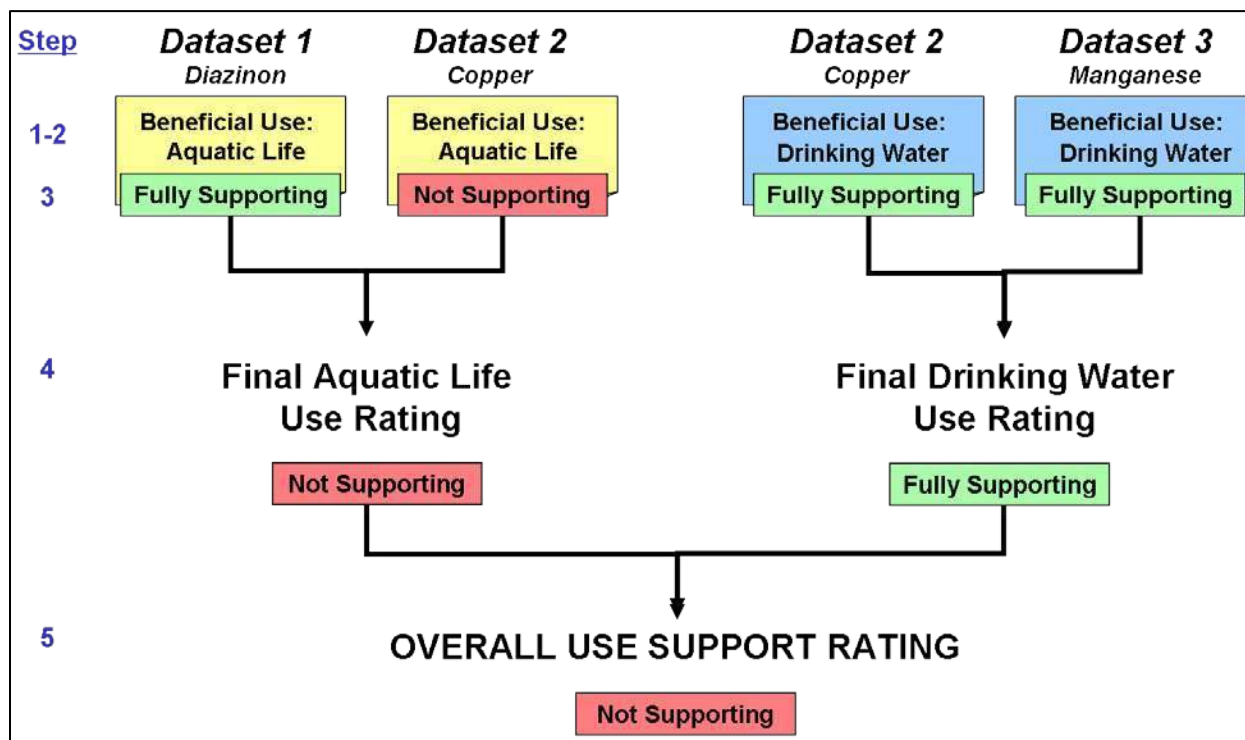 Step
Dataset 1
Dataset 2
Dataset 2
Dataset 3
Diazinon
Copper
Copper
Manganese
1-2
Beneficial Use:
Aquatic Life
Beneficial Use:
Aquatic Life
Beneficial Use:
Drinking Water
Beneficial Use:
Drinking Water
3
Fully Supporting
Not Supporting
Fully Supporting
Fully Supporting
4
Final Aquatic Life
Use Rating
Final Drinking Water
Use Rating
Not Supporting
Fully Supporting
5
OVERALL USE SUPPORT RATING
Not Supporting